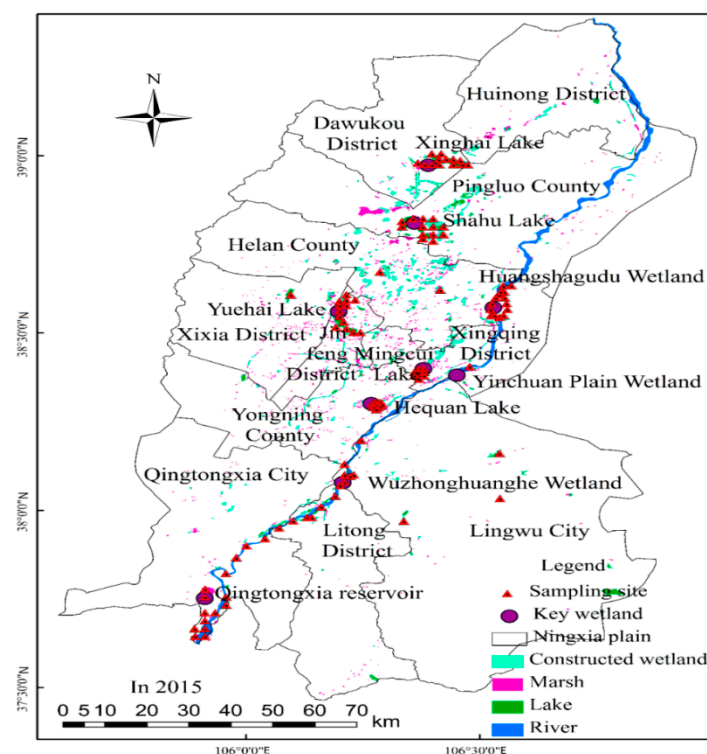 N
Huinong District
Dawukou
District
Xinghai Lake
39°0'0"N
Pingluo County
Shahu Lake
Helan County
Huangshagudu Wetland
Yuehai Lake
38°30'0"N
Xixia District
Jin
feng
District
Xingqing
District
Mingcui
Lake
Yinchuan Plain Wetland
Hequan Lake
Yongning
County
Qingtongxia City
Wuzhonghuanghe Wetland
38°0'0"N
Litong
District
Lingwu City
Legend
Sampling site
Qingtongxia reservoir
Key wetland
Ningxia plain
Constructed wetland
Marsh
Lake
River
37°30'0"N
In 2015
0 5 10 20 30 40 50 60 70
km
106°0'0"E
106°30'0"E